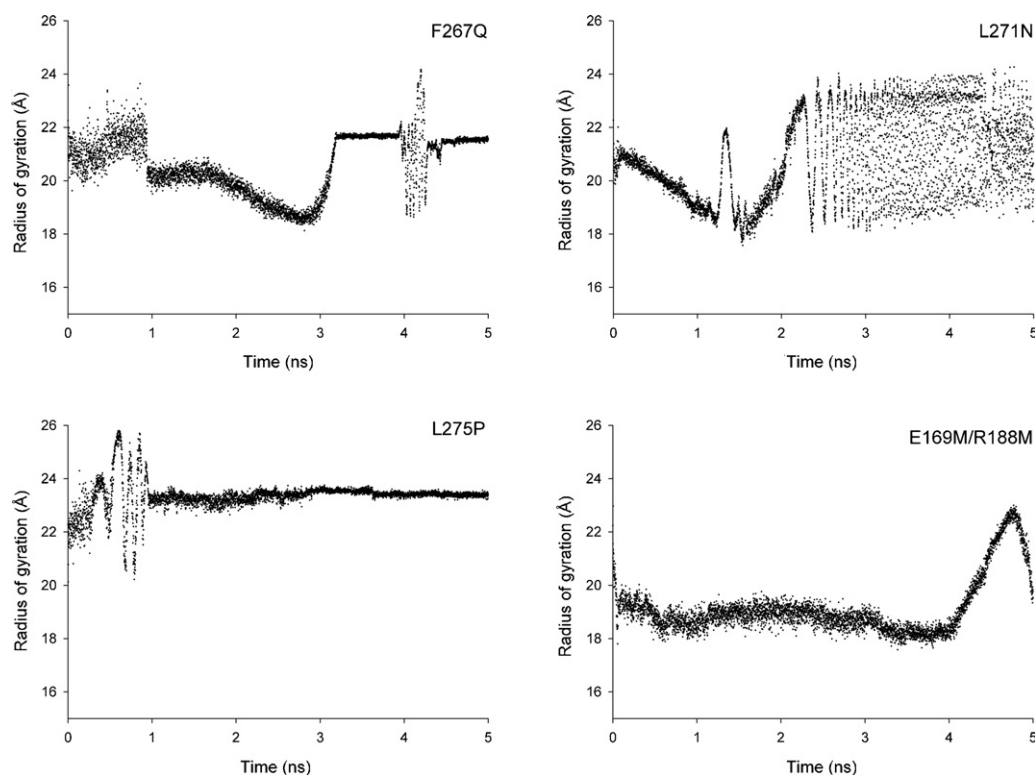 F267Q
Radius of gyration (Å)
26
24
22
20
18
16
0 1 2 3 4 5
Time (ns)
L271N
Radius of gyration (Å)
26
24
22
20
18
16
0 1 2 3 4 5
Time (ns)
L275P
Radius of gyration (Å)
26
24
22
20
18
16
0 1 2 3 4 5
Time (ns)
E169M/R188M
Radius of gyration (Å)
26
24
22
20
18
16
0 1 2 3 4 5
Time (ns)